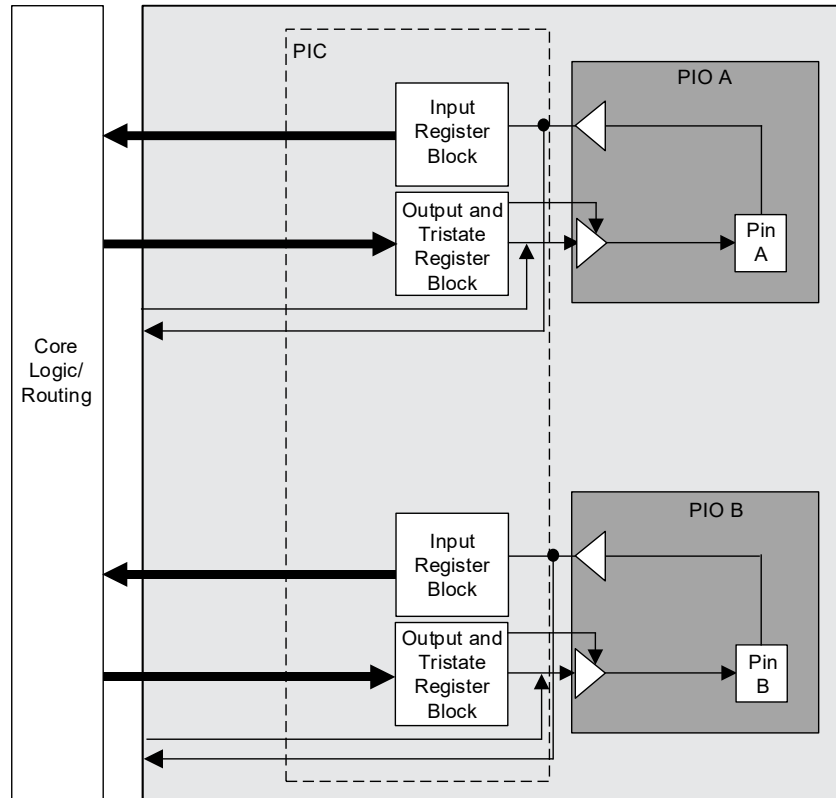 PIC
PIO A
Input
Register
Block
Output and
Tristate
Register
Block
Pin
A
Core
Logic/
Routing
PIO B
Input
Register
Block
Output and
Tristate
Register
Block
Pin
B